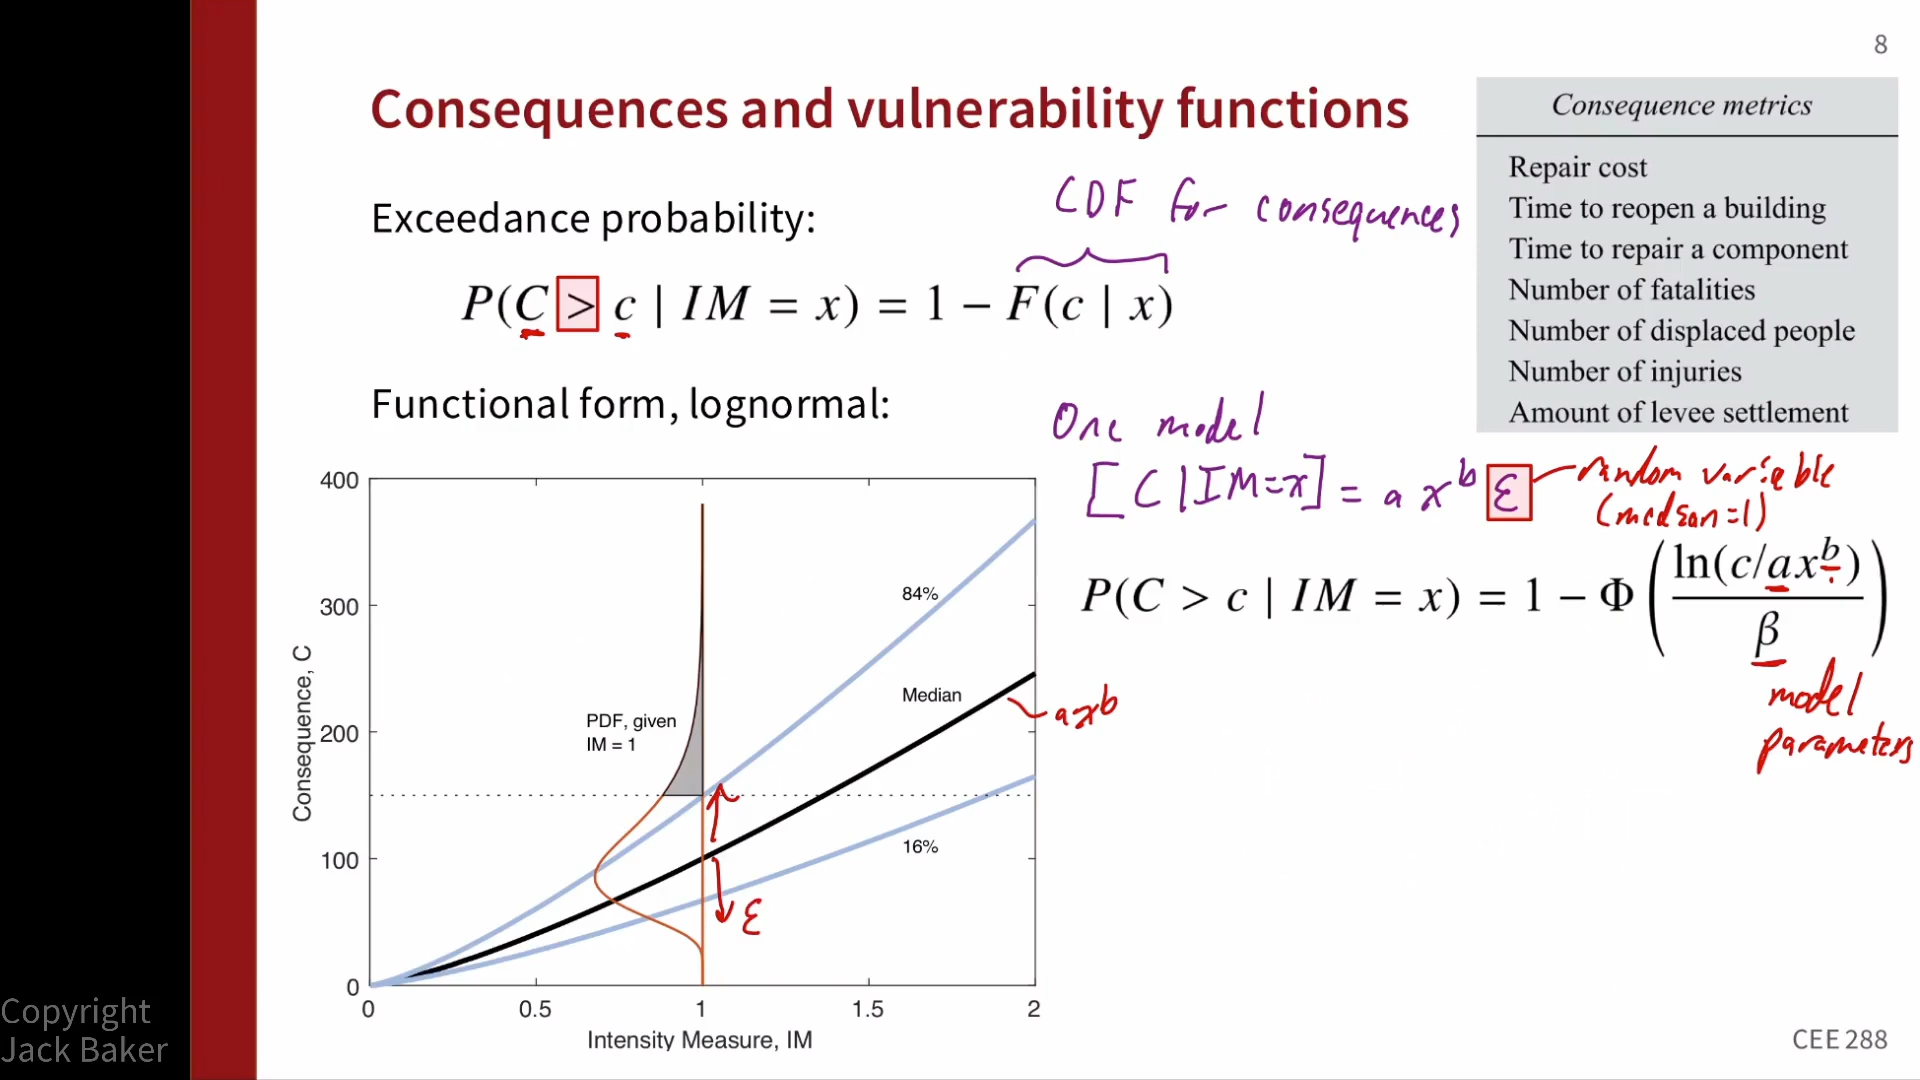 8
Consequences and vulnerability functions
Consequence metrics
Repair cost
Time to reopen a building
Time to repair a component
Number of fatalities
Number of displaced people
Number of injuries
Amount of levee settlement
CDF for consequences
Exceedance probability:
P(C > c | IM = x) = 1 − F(c | x)
Functional form, lognormal:
One model
[C | IM=x] = a x^b ε
random variable
(median=1)
P(C > c | IM = x) = 1 − Φ(ln(c/ax^b)/β)
model
parameters
400
300
200
100
0
Consequence, C
84%
Median
ax^b
PDF, given
IM = 1
16%
ε
0 0.5 1 1.5 2
Intensity Measure, IM
Copyright
Jack Baker
CEE 288